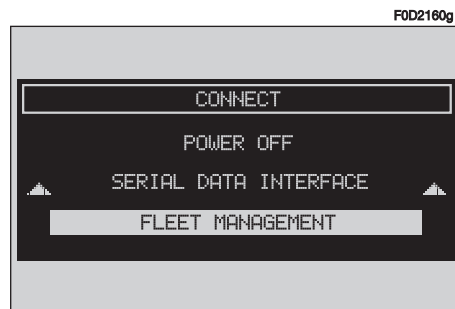 F0D2160g
CONNECT
POWER OFF
SERIAL DATA INTERFACE
FLEET MANAGEMENT